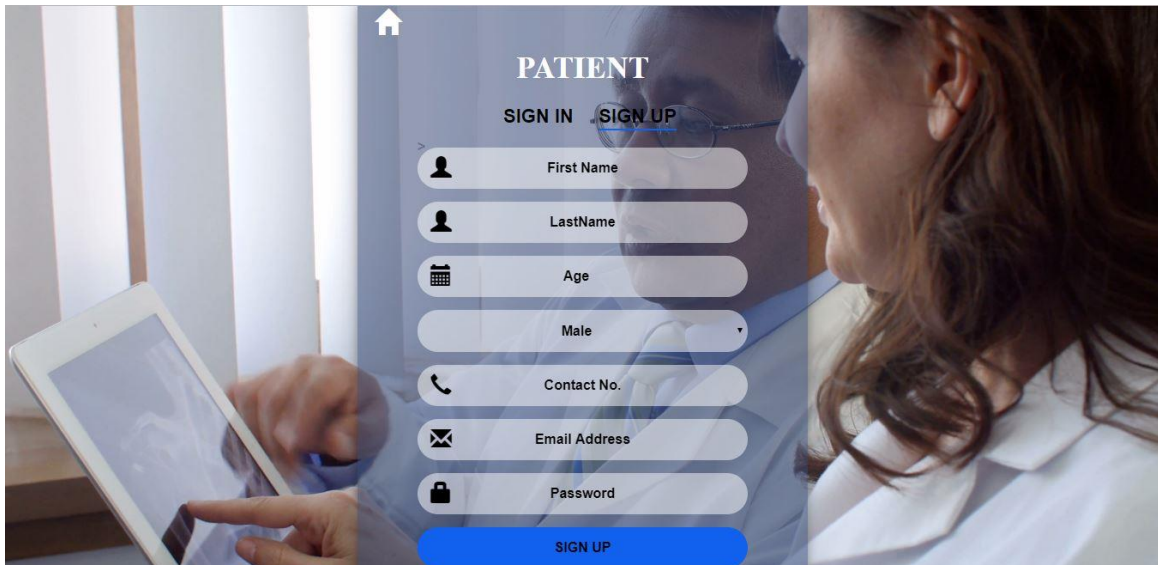 PATIENT
SIGN IN SIGN UP
>
First Name
LastName
Age
Male
Contact No.
Email Address
Password
SIGN UP